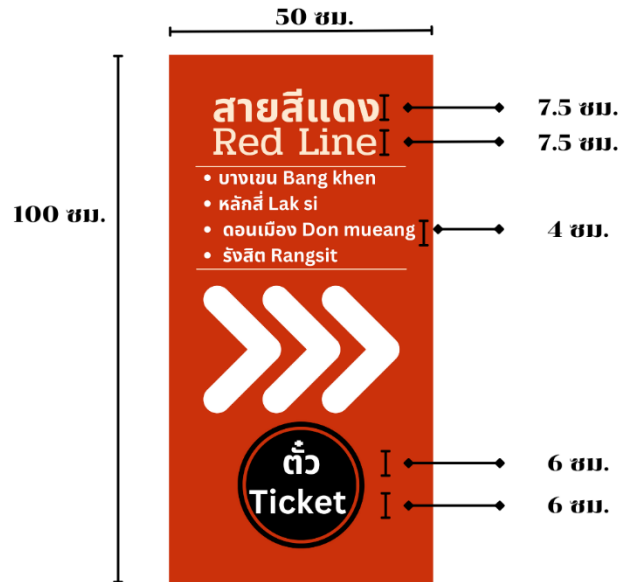 50 ซม.
สายสีแดง
7.5 ซม.
Red Line
7.5 ซม.
• บางเขน Bang khen
• หลักสี่ Lak si
100 ซม.
• ดอนเมือง Don mueang
4 ซม.
• รังสิต Rangsit
ตั๋ว
6 ซม.
Ticket
6 ซม.